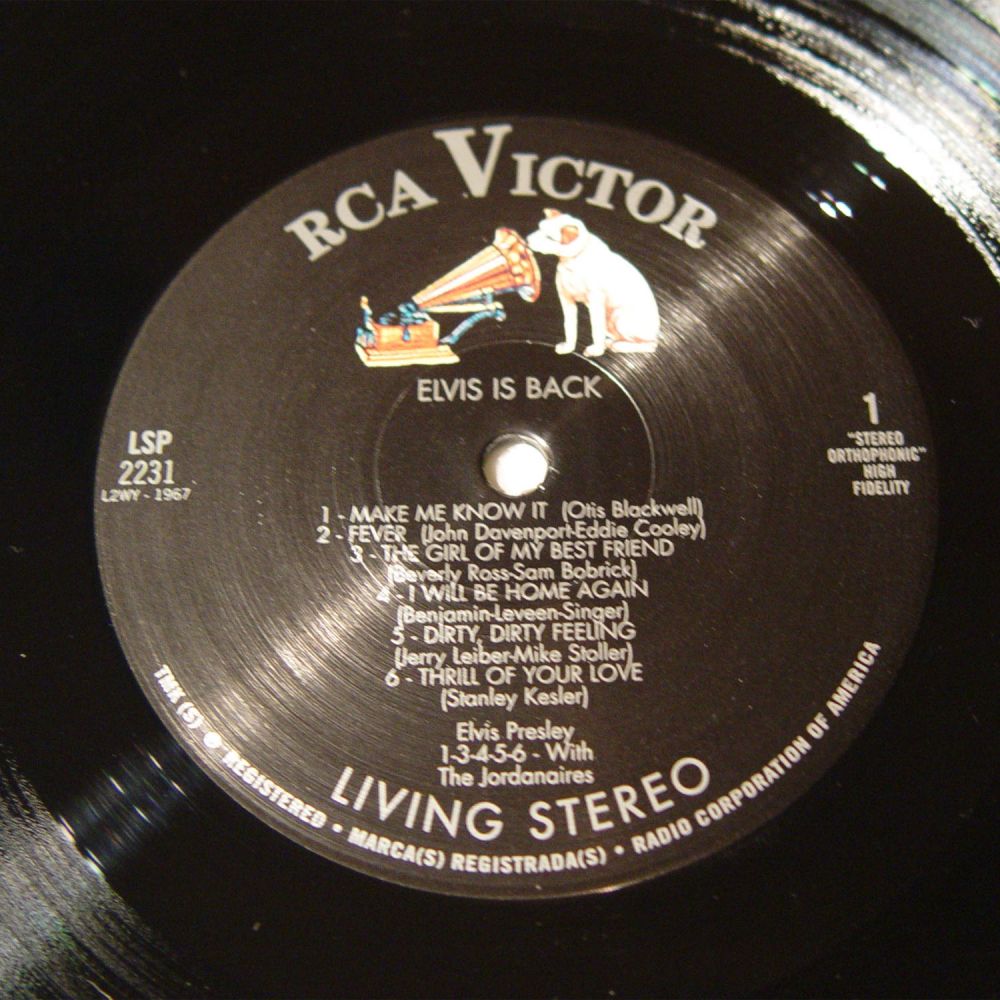 RCA VICTOR
ELVIS IS BACK
LSP
2231
L2WY - 1967
1
"STEREO
ORTHOPHONIC"
HIGH
FIDELITY
1 - MAKE ME KNOW IT (Otis Blackwell)
2 - FEVER (John Davenport-Eddie Cooley)
3 - THE GIRL OF MY BEST FRIEND
(Beverly Ross-Sam Bobrick)
4 - I WILL BE HOME AGAIN
(Benjamin-Leveen-Singer)
5 - DIRTY, DIRTY FEELING
(Jerry Leiber-Mike Stoller)
6 - THRILL OF YOUR LOVE
(Stanley Kesler)
Elvis Presley
1-3-4-5-6 - With
The Jordanaires
LIVING STEREO
TMK(S) • REGISTERED • MARCA(S) REGISTRADA(S) • RADIO CORPORATION OF AMERICA